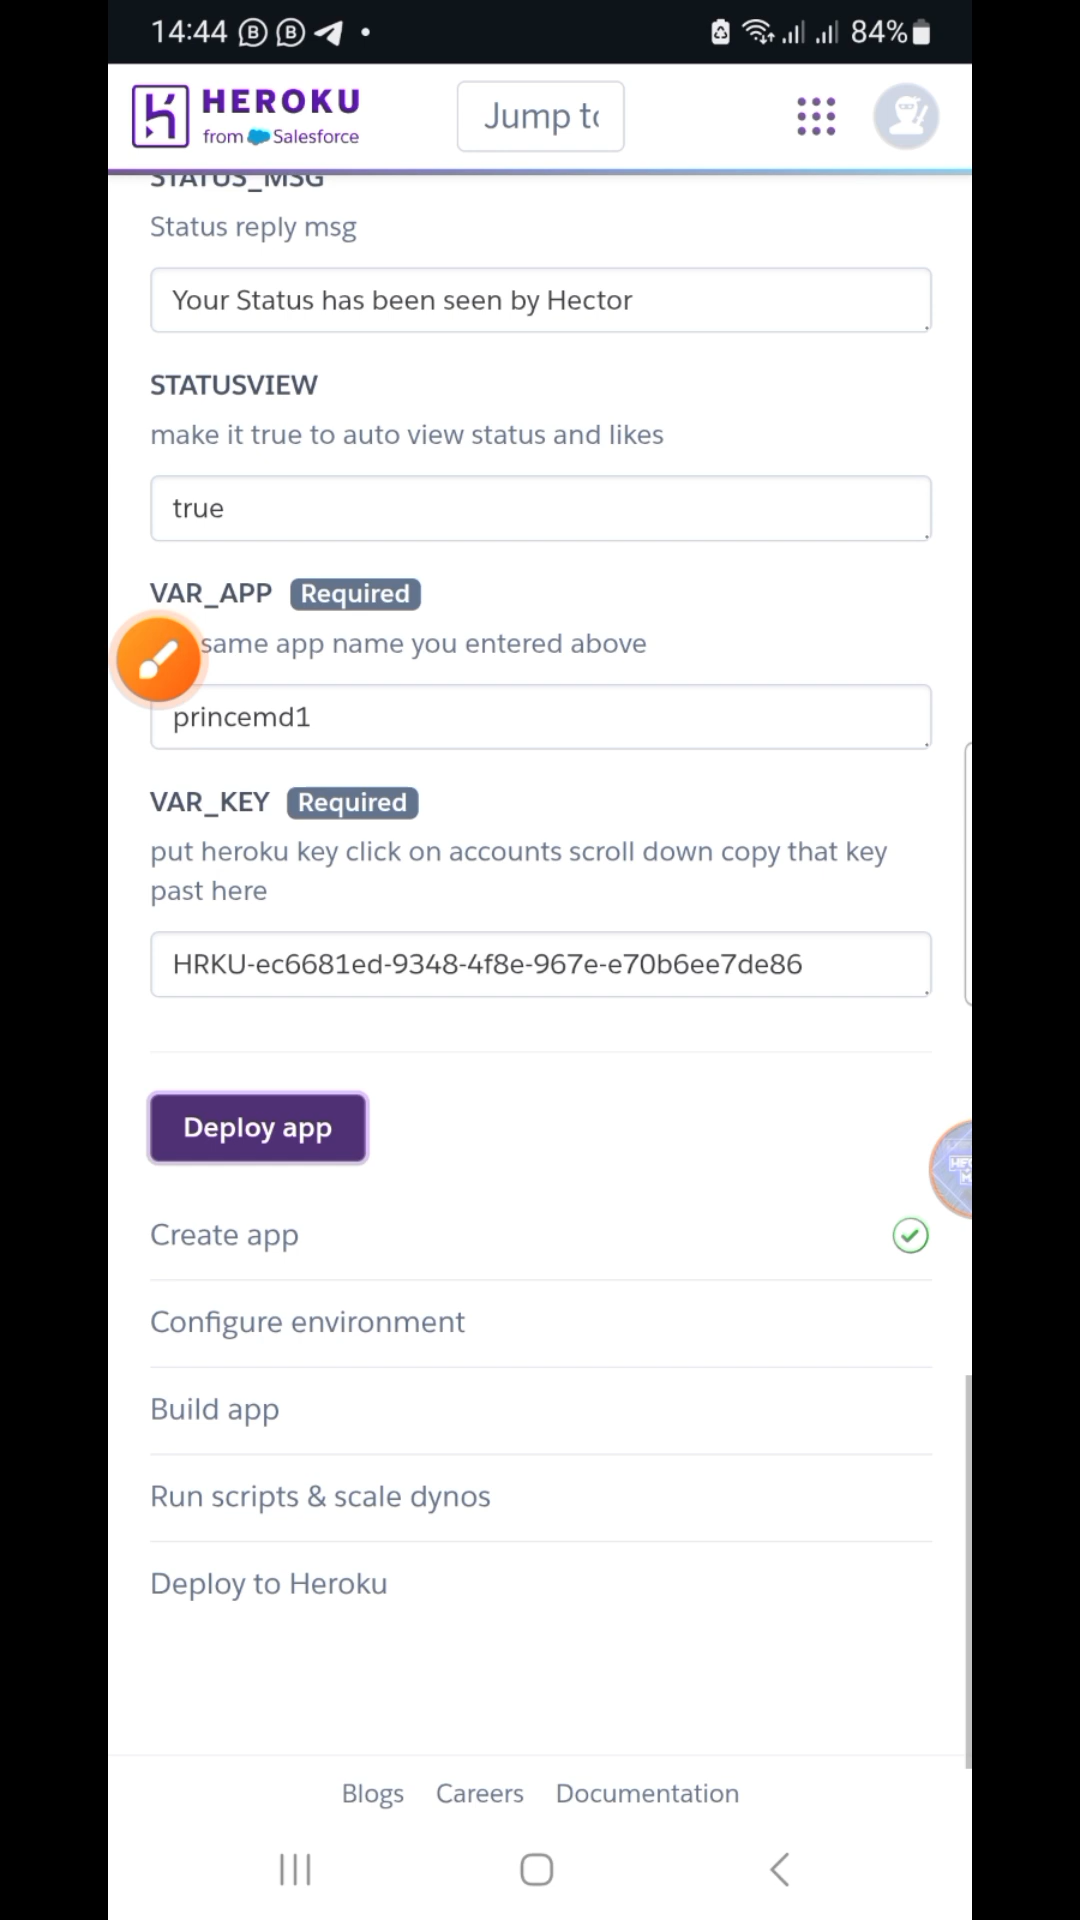 14:44
84%
HEROKU
from Salesforce
Jump to
STATUS_MSG
Status reply msg
Your Status has been seen by Hector
STATUSVIEW
make it true to auto view status and likes
true
VAR_APP Required
same app name you entered above
princemd1
VAR_KEY Required
put heroku key click on accounts scroll down copy that key
past here
HRKU-ec6681ed-9348-4f8e-967e-e70b6ee7de86
Deploy app
Create app
Configure environment
Build app
Run scripts & scale dynos
Deploy to Heroku
Blogs Careers Documentation